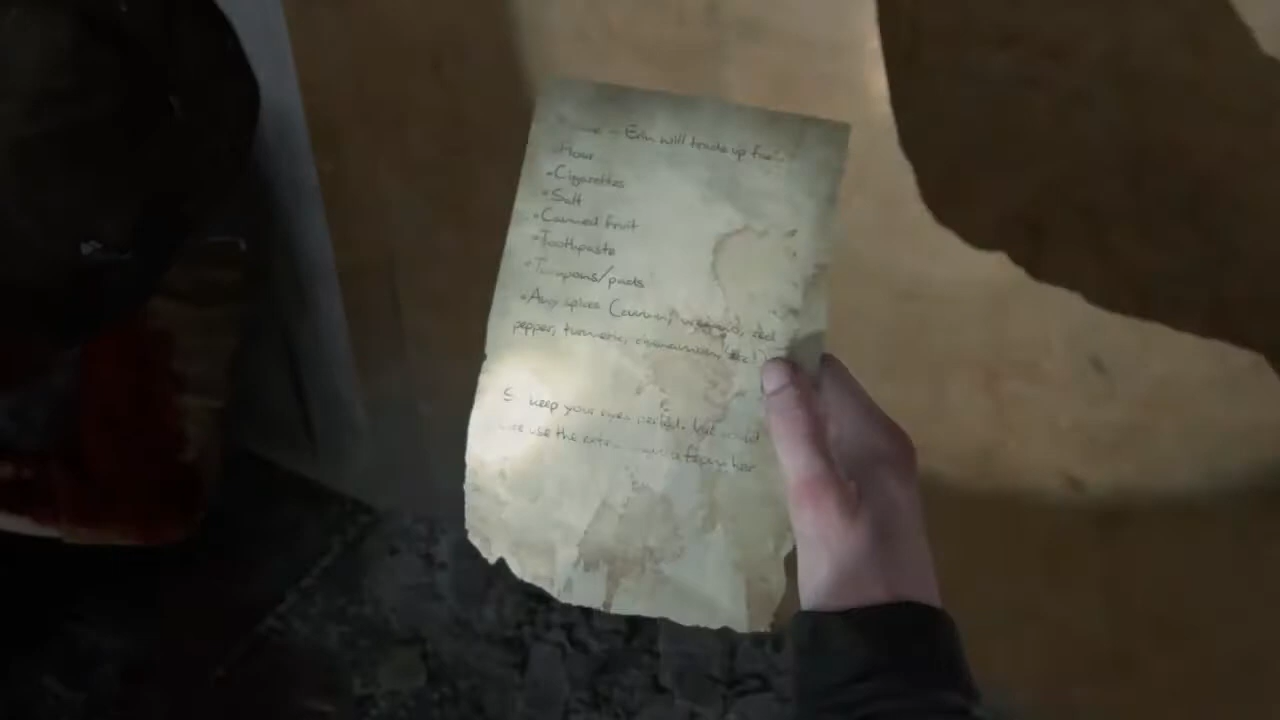 Erin will trade up for
•Flour
•Cigarettes
•Salt
•Canned fruit
•Toothpaste
•Tampons/pads
•Any spices (cumin, red
pepper, turmeric, cinnamon, etc!)
keep your eyes peeled.
use the extra